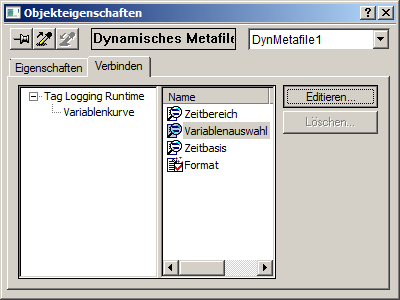 Objekteigenschaften
Dynamisches Metafile
DynMetafile1
Eigenschaften
Verbinden
Tag Logging Runtime
Variablenkurve
Name
Zeitbereich
Variablenauswahl
Zeitbasis
Format
Editieren...
Löschen...